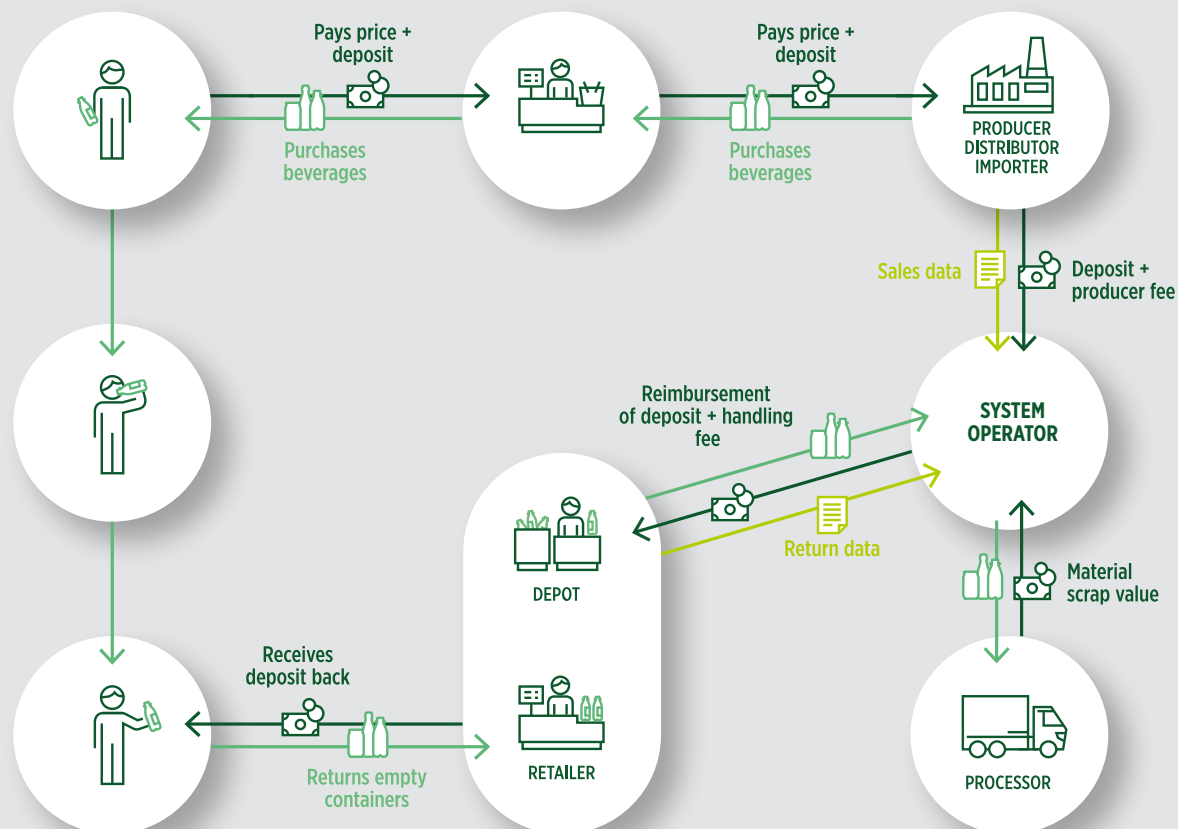 Pays price +
deposit
Pays price +
deposit
Purchases
beverages
Purchases
beverages
PRODUCER
DISTRIBUTOR
IMPORTER
Sales data
Deposit +
producer fee
Reimbursement
of deposit + handling
fee
SYSTEM
OPERATOR
Return data
DEPOT
Material
scrap value
Receives
deposit back
Returns empty
containers
RETAILER
PROCESSOR